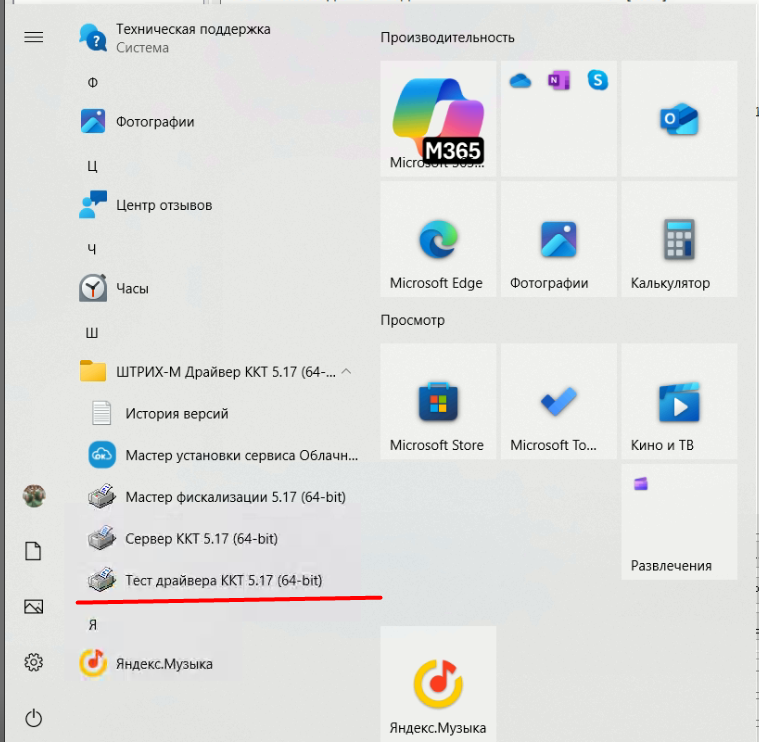 Техническая поддержка
Система
Ф
Фотографии
Ц
Центр отзывов
Ч
Часы
Ш
ШТРИХ-М Драйвер ККТ 5.17 (64-...
История версий
Мастер установки сервиса Облачн...
Мастер фискализации 5.17 (64-bit)
Сервер ККТ 5.17 (64-bit)
Тест драйвера ККТ 5.17 (64-bit)
Я
Яндекс.Музыка
Производительность
M365
Microsoft 365...
Microsoft Edge
Фотографии
Калькулятор
Просмотр
Microsoft Store
Microsoft To...
Кино и ТВ
Развлечения
Яндекс.Музыка